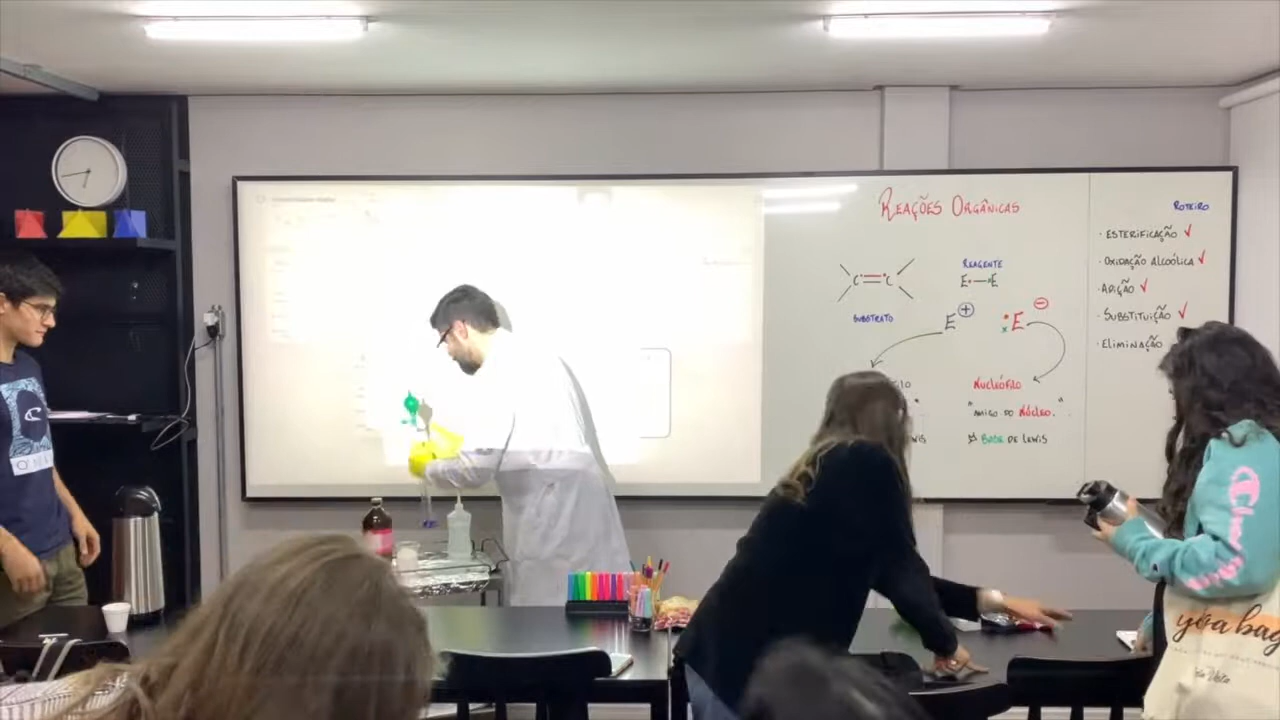 REAÇÕES ORGÂNICAS
C=C
SUBSTRATO
REAGENTE
E—E
E+
E-
NUCLEÓFILO
"AMIGO DO NÚCLEO."
BASE DE LEWIS
ROTEIRO
· ESTERIFICAÇÃO ✓
· OXIDAÇÃO ALCOÓLICA ✓
· ADIÇÃO ✓
· SUBSTITUIÇÃO ✓
· ELIMINAÇÃO
yoga bag